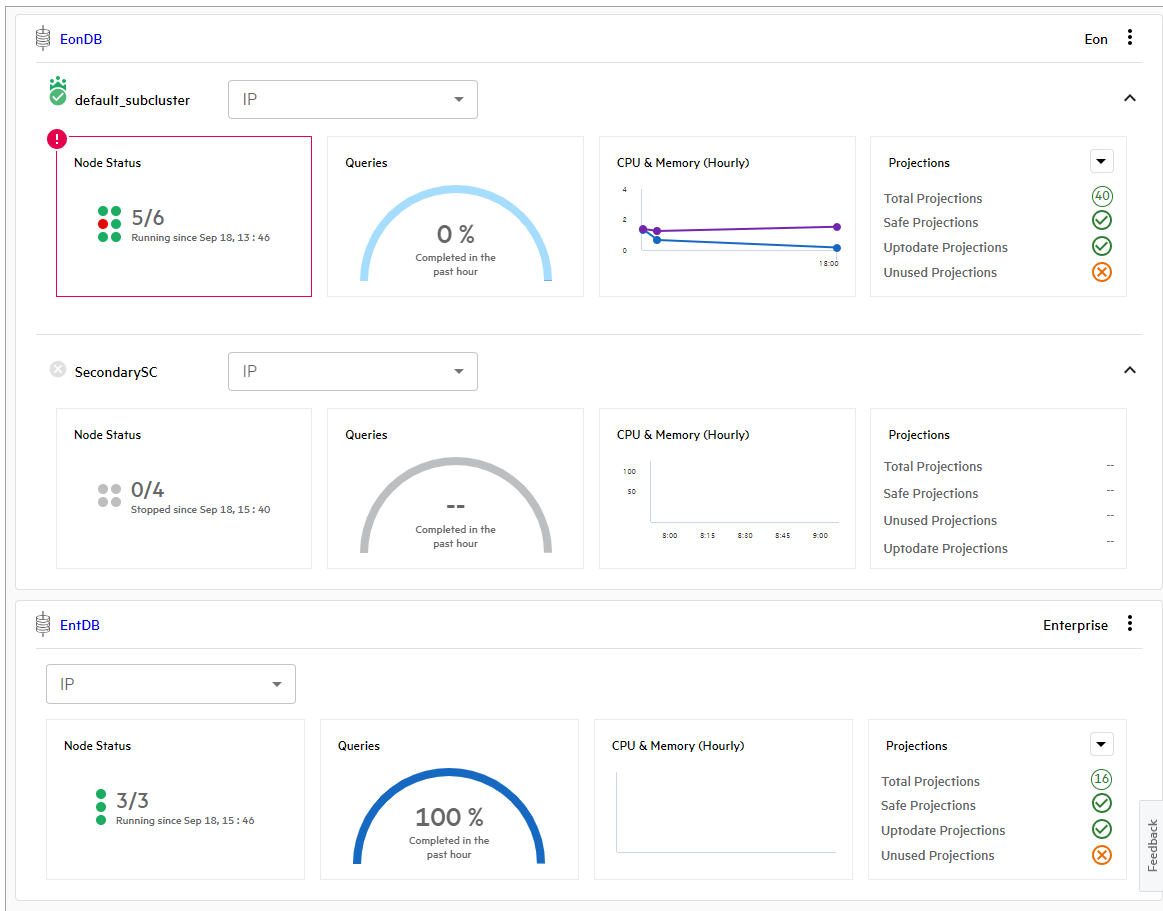 EonDB
Eon
default_subcluster
IP
!
Node Status
5/6
Running since Sep 18, 13 : 46
Queries
0 %
Completed in the
past hour
CPU & Memory (Hourly)
4
2
0
18:00
Projections
Total Projections 40
Safe Projections
Uptodate Projections
Unused Projections
SecondarySC
IP
Node Status
0/4
Stopped since Sep 18, 15 : 40
Queries
--
Completed in the
past hour
CPU & Memory (Hourly)
100
50
8:00 8:15 8:30 8:45 9:00
Projections
Total Projections --
Safe Projections --
Unused Projections --
Uptodate Projections --
EntDB
Enterprise
IP
Node Status
3/3
Running since Sep 18, 15 : 46
Queries
100 %
Completed in the
past hour
CPU & Memory (Hourly)
Projections
Total Projections 16
Safe Projections
Uptodate Projections
Unused Projections
Feedback